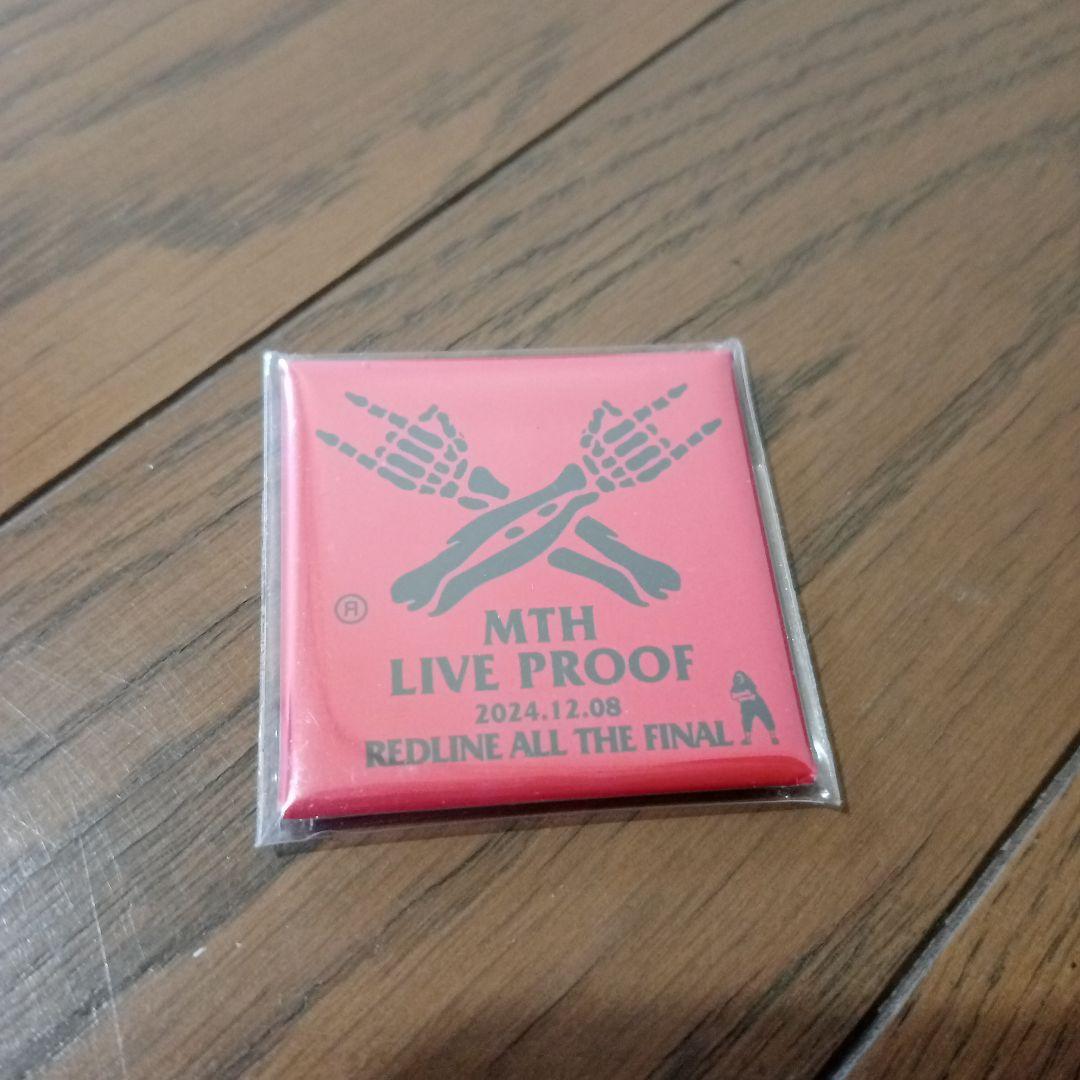 R
MTH
LIVE PROOF
2024.12.08
REDLINE ALL THE FINAL